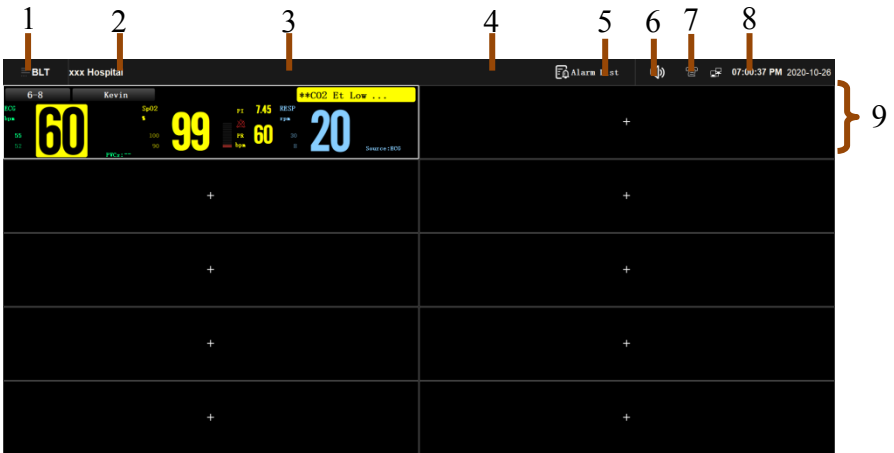 1 2 3 4 5 6 7 8
BLT xxx Hospital Alarm List 07:00:37 PM 2020-10-26
6-8 Kevin **CO2 Et Low ...
ECG SpO2 PI 7.45 RESP
bpm % rpm
60 99 20
55 100 PR 60 30
90 bpm 8
PVCs:-- Source:ECG
+ + + + + + + + +
9